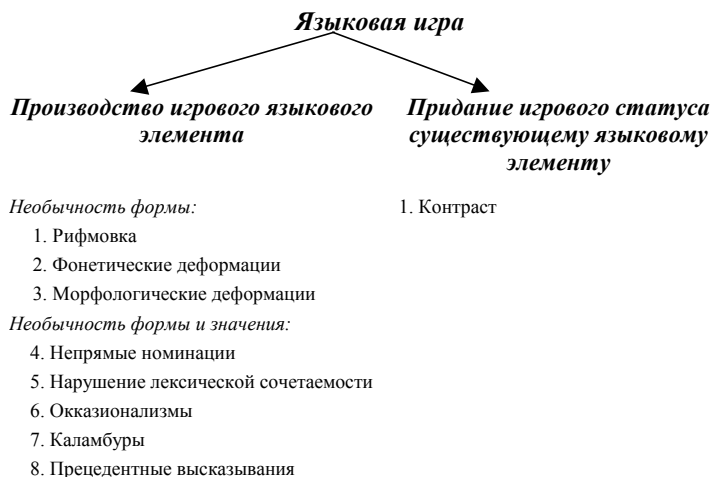 Языковая игра
Производство игрового языкового
элемента
Придание игрового статуса
существующему языковому
элементу
Необычность формы:
1. Рифмовка
2. Фонетические деформации
3. Морфологические деформации
Необычность формы и значения:
4. Непрямые номинации
5. Нарушение лексической сочетаемости
6. Окказионализмы
7. Каламбуры
8. Прецедентные высказывания
1. Контраст